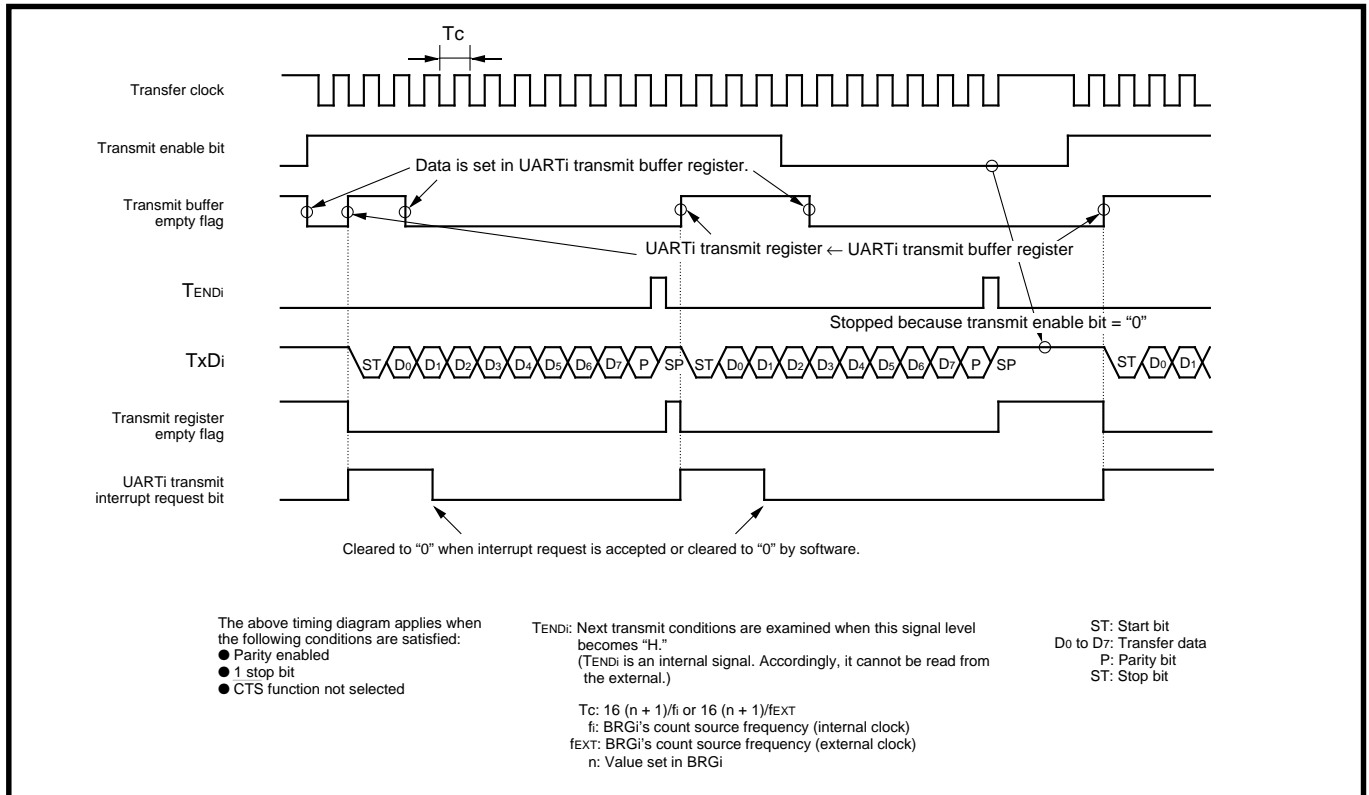 Tc
Transfer clock
Transmit enable bit
Data is set in UARTi transmit buffer register.
Transmit buffer
empty flag
UARTi transmit register ← UARTi transmit buffer register
TENDi
Stopped because transmit enable bit = “0”
TxDi
ST D0 D1 D2 D3 D4 D5 D6 D7 P SP ST D0 D1 D2 D3 D4 D5 D6 D7 P SP ST D0 D1
Transmit register
empty flag
UARTi transmit
interrupt request bit
Cleared to “0” when interrupt request is accepted or cleared to “0” by software.
The above timing diagram applies when
the following conditions are satisfied:
● Parity enabled
● 1 stop bit
● CTS function not selected
TENDi: Next transmit conditions are examined when this signal level
becomes “H.”
(TENDi is an internal signal. Accordingly, it cannot be read from
the external.)
Tc: 16 (n + 1)/fi or 16 (n + 1)/fEXT
fi: BRGi’s count source frequency (internal clock)
fEXT: BRGi’s count source frequency (external clock)
n: Value set in BRGi
ST: Start bit
D0 to D7: Transfer data
P: Parity bit
ST: Stop bit